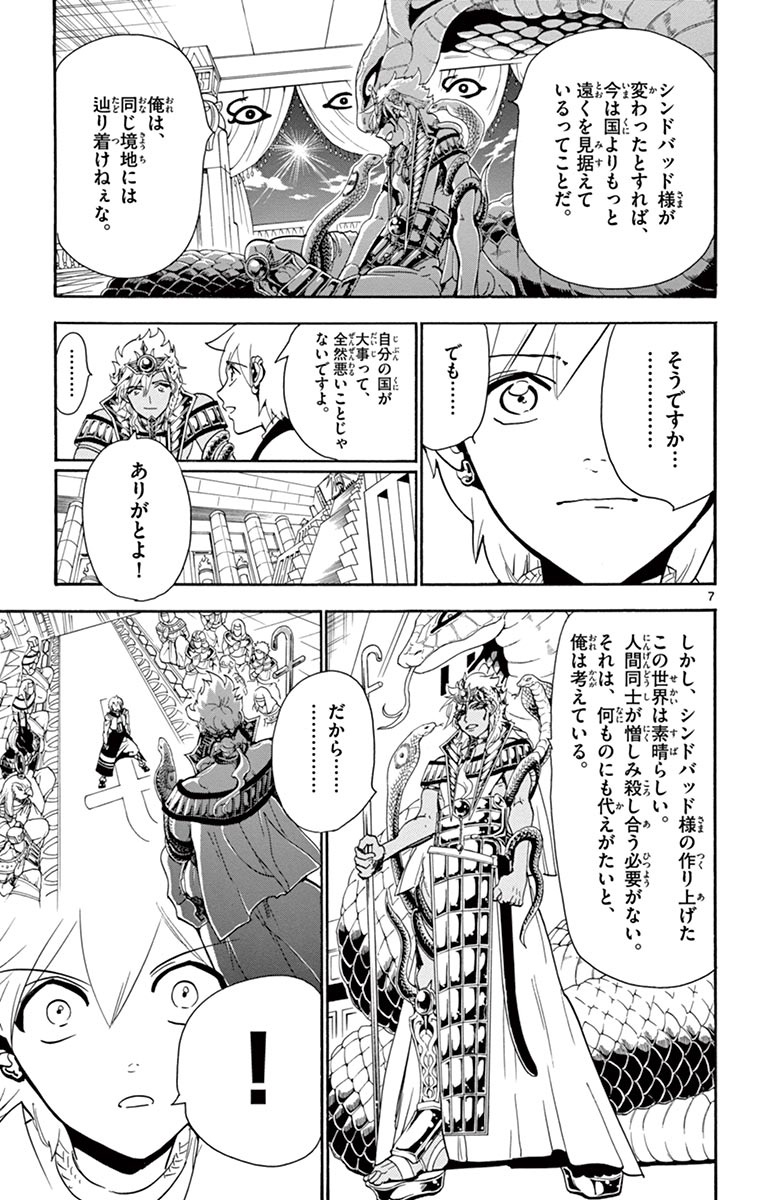 シンドバッド様が
変わったとすれば、
今は国よりもっと
遠くを見据えて
いるってことだ。
俺は、
同じ境地には
辿り着けねぇな。
そうですか…
………
でも……
自分の国が
大事って、
全然悪いことじゃ
ないですよ。
………
ありがとよ!
7
しかし、シンドバッド様の作り上げた
この世界は素晴らしい。
人間同士が憎しみ殺し合う必要がない。
それは、何ものにも代えがたいと、
俺は考えている。
だから……
………
!